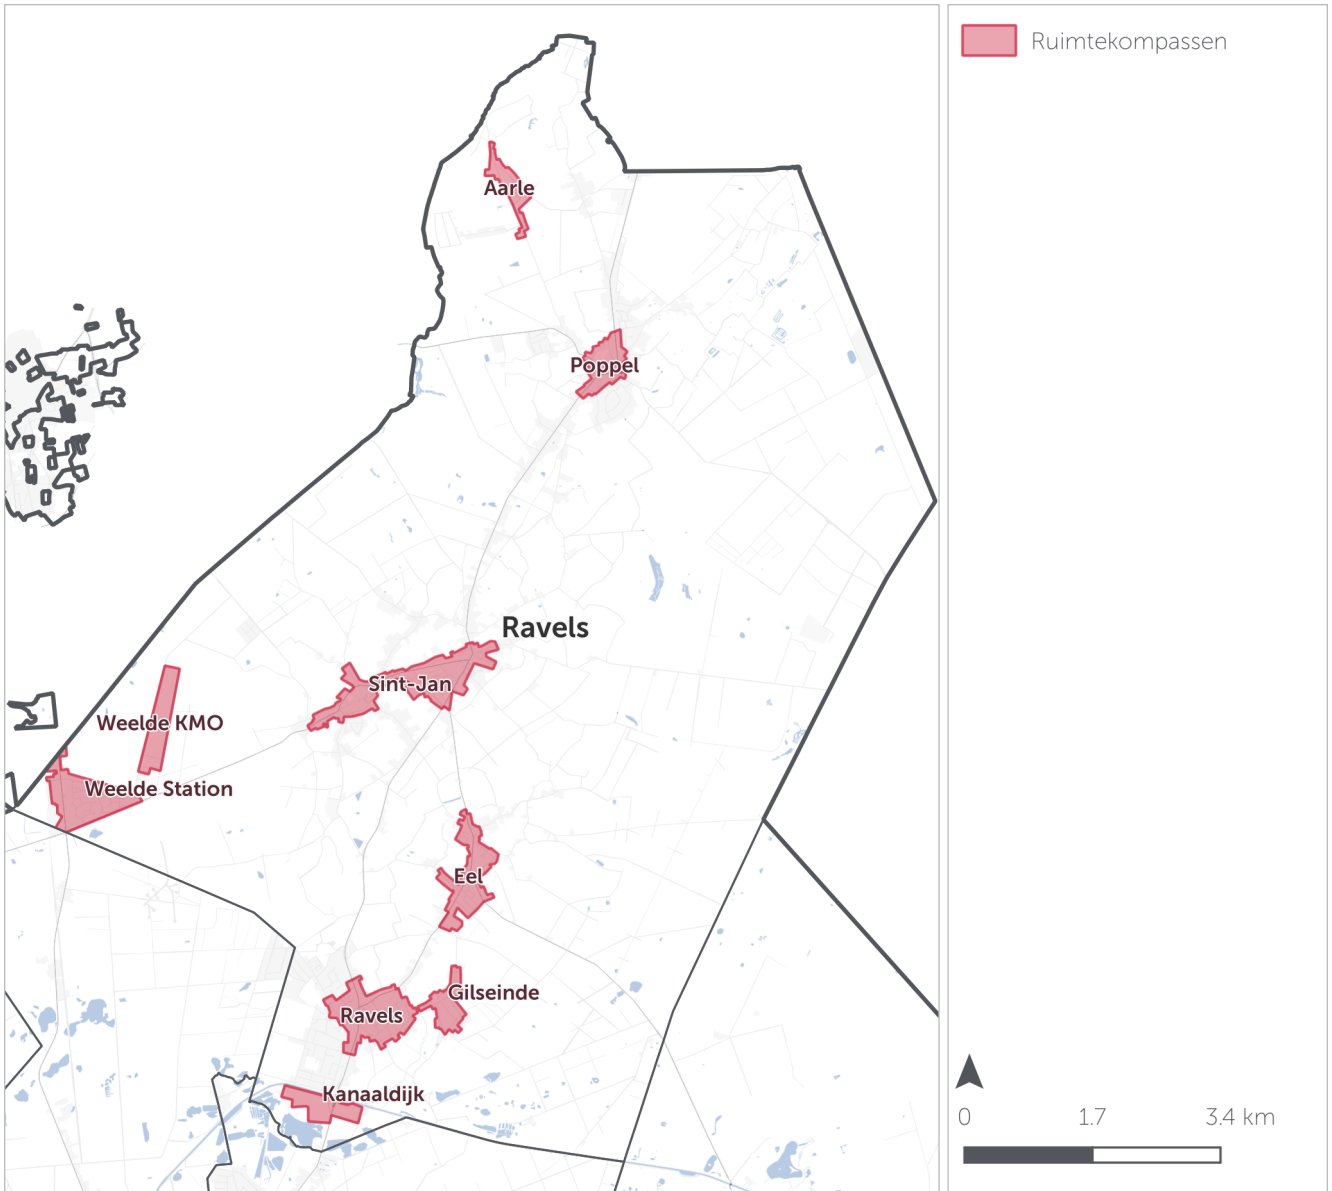 Ruimtekompassen
Aarle
Poppel
Ravels
Sint-Jan
Weelde KMO
Weelde Station
Eel
Gilseinde
Ravels
Kanaaldijk
0 1.7 3.4 km